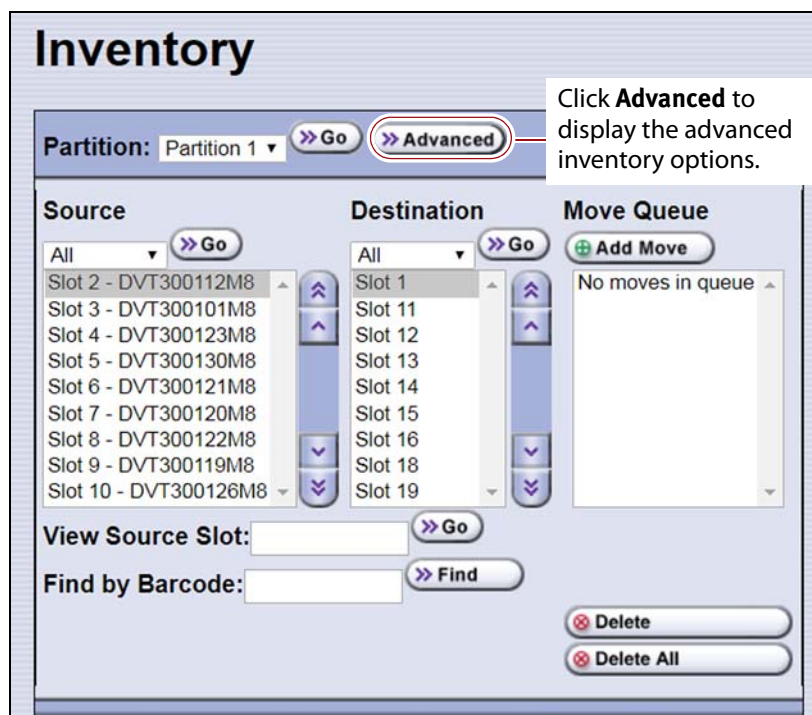 Inventory
Partition: Partition 1 Go Advanced
Click Advanced to
display the advanced
inventory options.
Source
All Go
Slot 2 - DVT300112M8
Slot 3 - DVT300101M8
Slot 4 - DVT300123M8
Slot 5 - DVT300130M8
Slot 6 - DVT300121M8
Slot 7 - DVT300120M8
Slot 8 - DVT300122M8
Slot 9 - DVT300119M8
Slot 10 - DVT300126M8
Destination
All Go
Slot 1
Slot 11
Slot 12
Slot 13
Slot 14
Slot 15
Slot 16
Slot 18
Slot 19
Move Queue
Add Move
No moves in queue
View Source Slot: Go
Find by Barcode: Find
Delete
Delete All